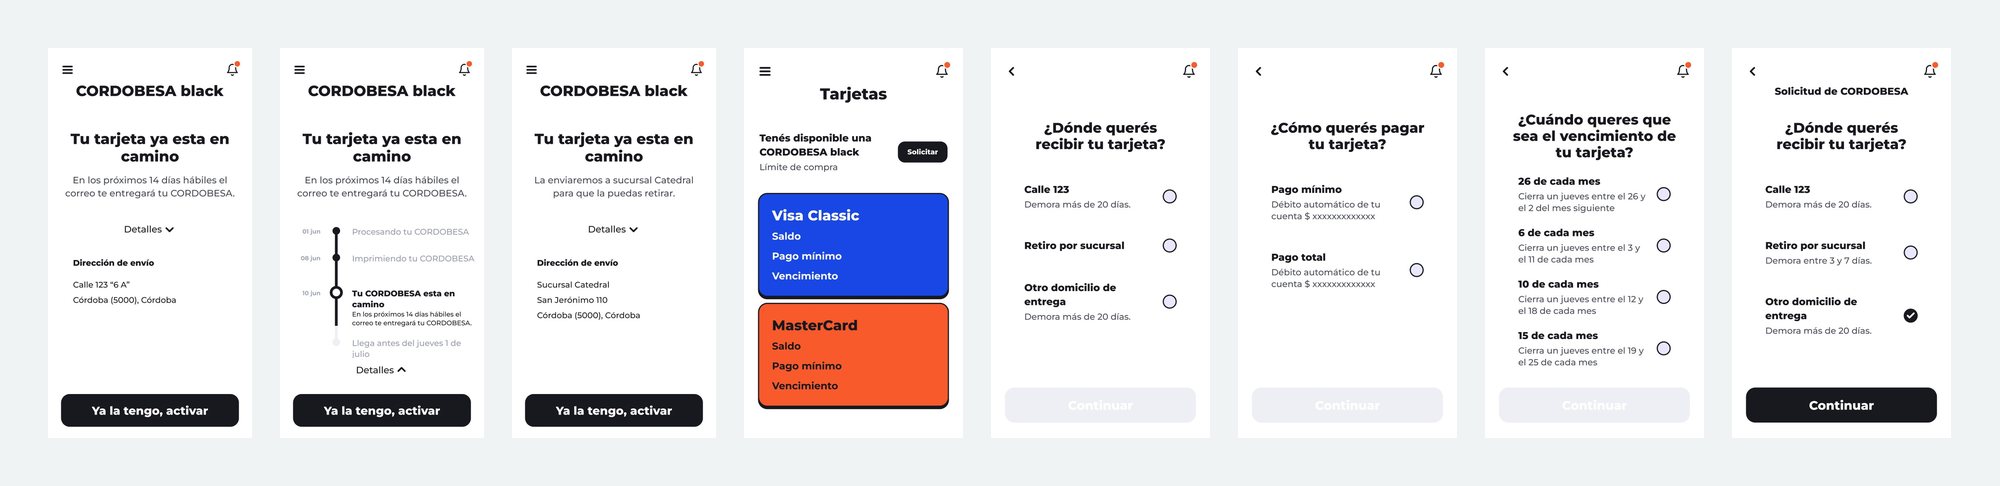 CORDOBESA black
Tu tarjeta ya esta en
camino
En los próximos 14 días hábiles el
correo te entregará tu CORDOBESA.
Detalles
Dirección de envío
Calle 123 “6 A”
Córdoba (5000), Córdoba
Ya la tengo, activar
CORDOBESA black
Tu tarjeta ya esta en
camino
En los próximos 14 días hábiles el
correo te entregará tu CORDOBESA.
01 jun Procesando tu CORDOBESA
08 jun Imprimiendo tu CORDOBESA
10 jun Tu CORDOBESA esta en
camino
En los próximos 14 días hábiles el
correo te entregará tu CORDOBESA.
Llega antes del jueves 1 de
julio
Detalles
Ya la tengo, activar
CORDOBESA black
Tu tarjeta ya esta en
camino
La enviaremos a sucursal Catedral
para que la puedas retirar.
Detalles
Dirección de envío
Sucursal Catedral
San Jerónimo 110
Córdoba (5000), Córdoba
Ya la tengo, activar
Tarjetas
Tenés disponible una
CORDOBESA black
Límite de compra
Solicitar
Visa Classic
Saldo
Pago mínimo
Vencimiento
MasterCard
Saldo
Pago mínimo
Vencimiento
¿Dónde querés
recibir tu tarjeta?
Calle 123
Demora más de 20 días.
Retiro por sucursal
Otro domicilio de
entrega
Demora más de 20 días.
Continuar
¿Cómo querés pagar
tu tarjeta?
Pago mínimo
Débito automático de tu
cuenta $ xxxxxxxxxxxxx
Pago total
Débito automático de tu
cuenta $ xxxxxxxxxxxxx
Continuar
¿Cuándo queres que
sea el vencimiento de
tu tarjeta?
26 de cada mes
Cierra un jueves entre el 26 y
el 2 del mes siguiente
6 de cada mes
Cierra un jueves entre el 3 y
el 11 de cada mes
10 de cada mes
Cierra un jueves entre el 12 y
el 18 de cada mes
15 de cada mes
Cierra un jueves entre el 19 y
el 25 de cada mes
Continuar
Solicitud de CORDOBESA
¿Dónde querés
recibir tu tarjeta?
Calle 123
Demora más de 20 días.
Retiro por sucursal
Demora entre 3 y 7 días.
Otro domicilio de
entrega
Demora más de 20 días.
Continuar